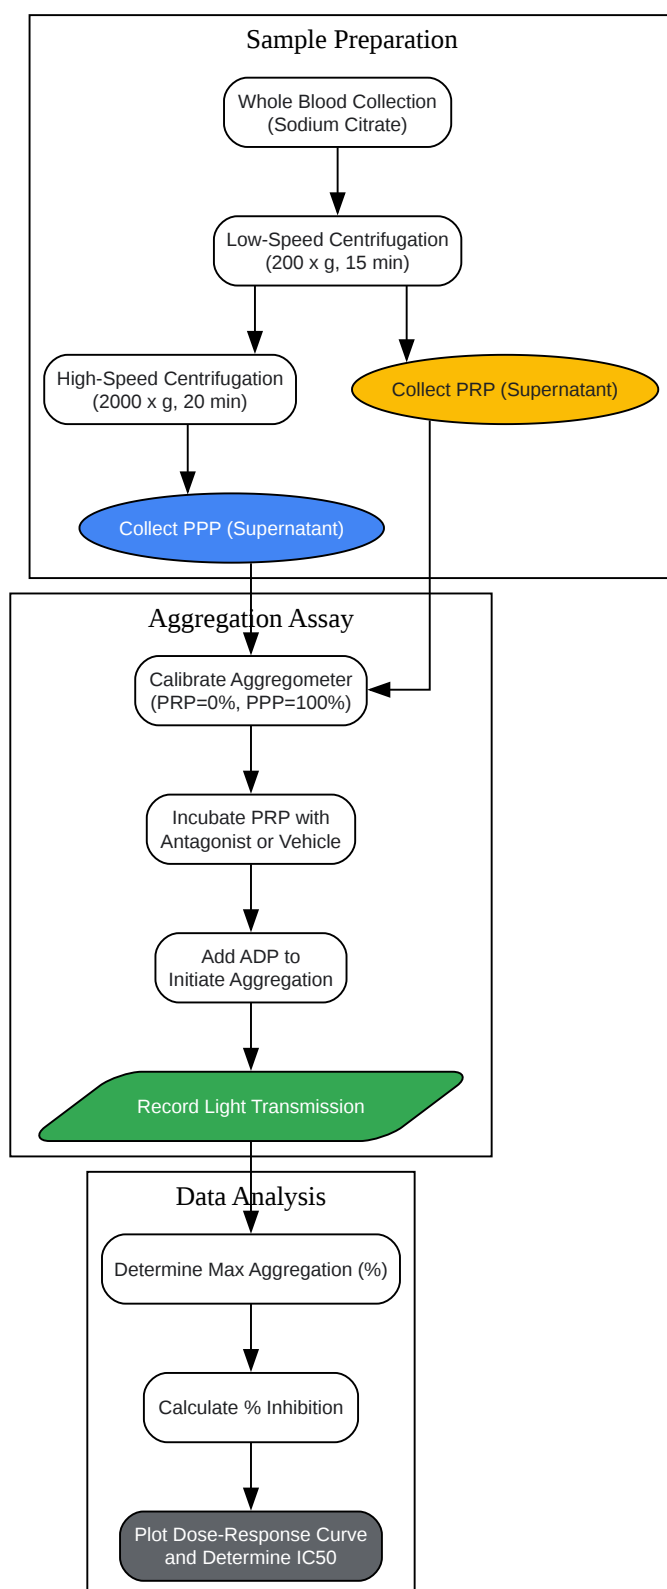 Sample Preparation
Whole Blood Collection
(Sodium Citrate)
Low-Speed Centrifugation
(200 x g, 15 min)
High-Speed Centrifugation
(2000 x g, 20 min)
Collect PRP (Supernatant)
Collect PPP (Supernatant)
Aggregation Assay
Calibrate Aggregometer
(PRP=0%, PPP=100%)
Incubate PRP with
Antagonist or Vehicle
Add ADP to
Initiate Aggregation
Record Light Transmission
Data Analysis
Determine Max Aggregation (%)
Calculate % Inhibition
Plot Dose-Response Curve
and Determine IC50